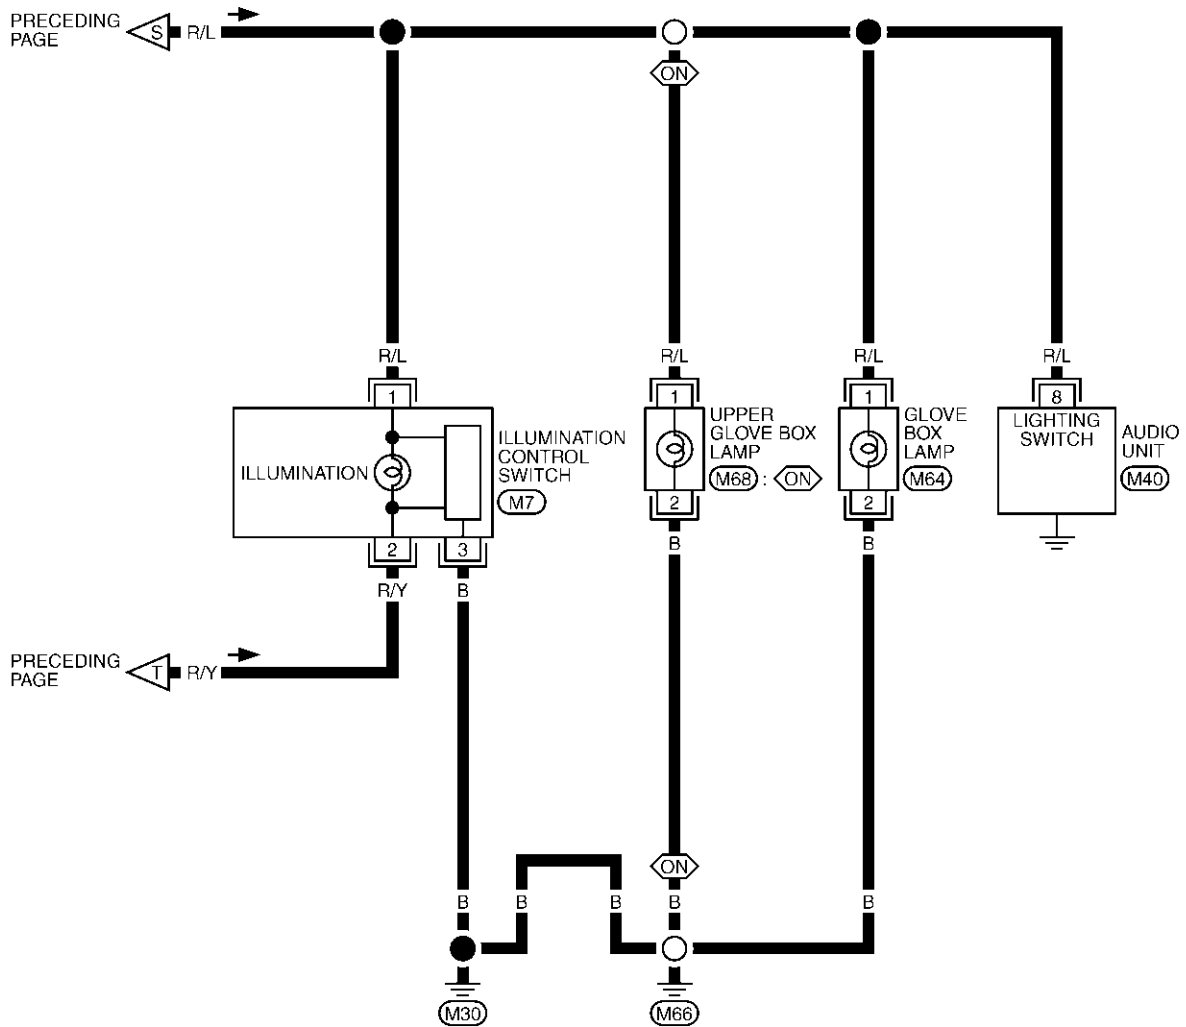 PRECEDING
PAGE
S
R/L
ON
R/L
R/L
R/L
R/L
1
1
1
8
ILLUMINATION
ILLUMINATION
CONTROL
SWITCH
M7
UPPER
GLOVE BOX
LAMP
M68 : ON
GLOVE
BOX
LAMP
M64
LIGHTING
SWITCH
AUDIO
UNIT
M40
2
3
2
2
R/Y
B
B
B
PRECEDING
PAGE
T
R/Y
ON
B
B
B
B
B
M30
M66